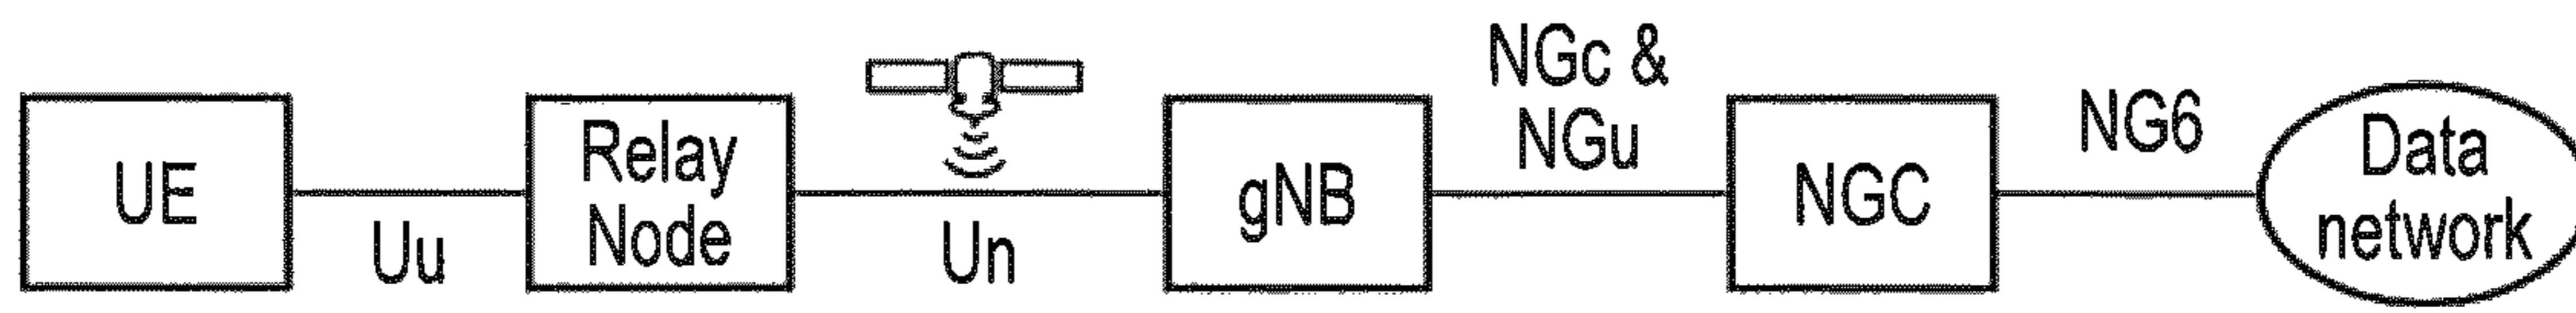 UE
Uu
Relay
Node
Un
gNB
NGc &
NGu
NGC
NG6
Data
network